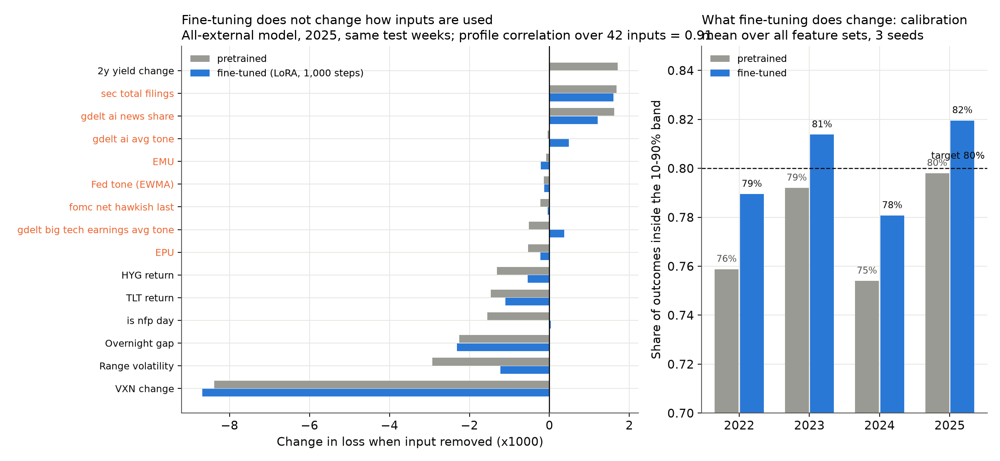 Fine-tuning does not change how inputs are used
All-external model, 2025, same test weeks; profile correlation over 42 inputs = 0.91
pretrained
fine-tuned (LoRA, 1,000 steps)
2y yield change
sec total filings
gdelt ai news share
gdelt ai avg tone
EMU
Fed tone (EWMA)
fomc net hawkish last
gdelt big tech earnings avg tone
EPU
HYG return
TLT return
is nfp day
Overnight gap
Range volatility
VXN change
−8 −6 −4 −2 0 2
Change in loss when input removed (x1000)
What fine-tuning does change: calibration
mean over all feature sets, 3 seeds
pretrained
fine-tuned
Share of outcomes inside the 10-90% band
0.84
0.82
0.80
0.78
0.76
0.74
0.72
0.70
76% 79% 79% 81% 75% 78% 80% 82%
target 80%
2022 2023 2024 2025